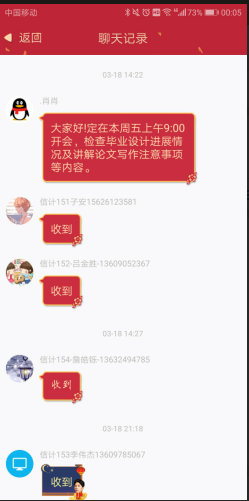 中国移动 73% 00:05
返回 聊天记录
03-18 14:22
.肖肖
大家好!定在本周五上午9:00
开会，检查毕业设计进展情
况及讲解论文写作注意事项
等内容。
信计151子安15626123581
收到
信计152-吕金胜-13609052367
收到
03-18 14:27
信计154-詹皓铄-13632494785
收到
03-18 21:18
信计153李伟杰13609785067
收到